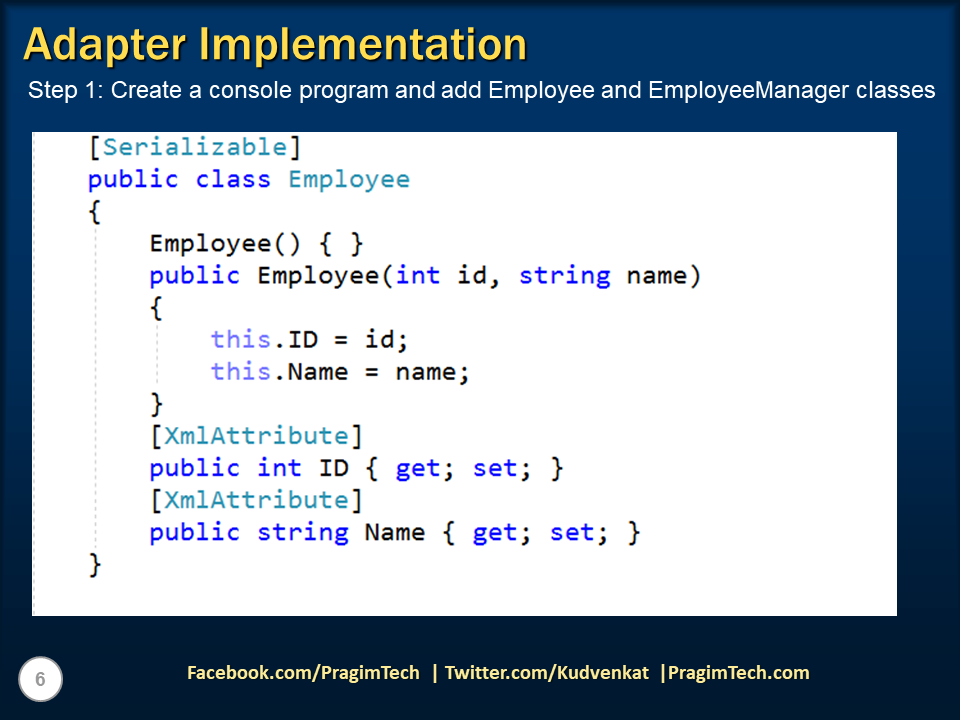 Adapter Implementation
Step 1: Create a console program and add Employee and EmployeeManager classes
[Serializable]
public class Employee
{
Employee() { }
public Employee(int id, string name)
{
this.ID = id;
this.Name = name;
}
[XmlAttribute]
public int ID { get; set; }
[XmlAttribute]
public string Name { get; set; }
}
6
Facebook.com/PragimTech | Twitter.com/Kudvenkat |PragimTech.com